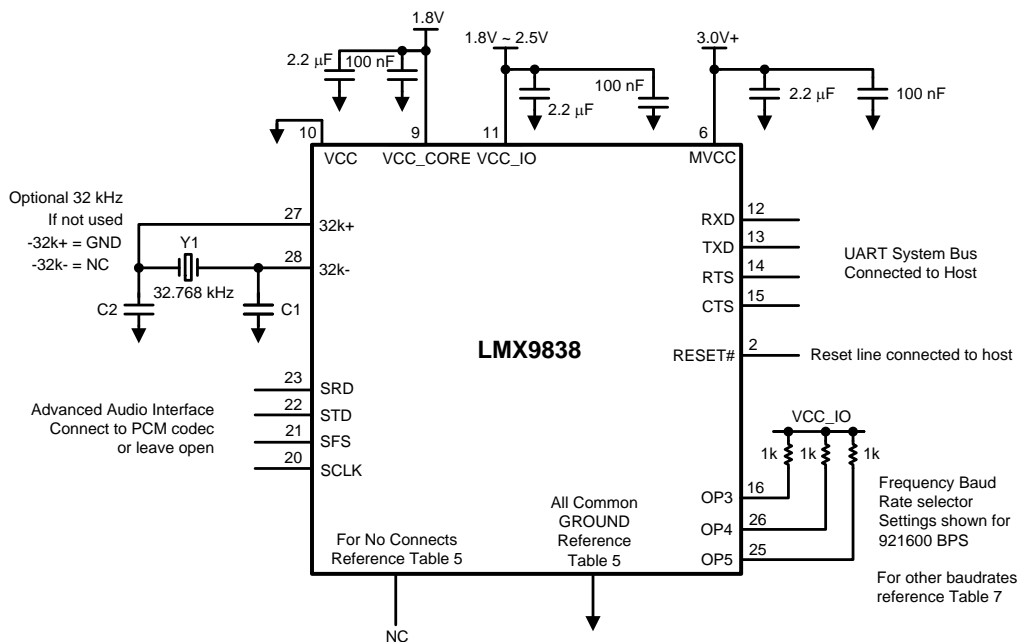 1.8V
2.2 μF
100 nF
1.8V ~ 2.5V
2.2 μF
100 nF
3.0V+
2.2 μF
100 nF
10
9
11
6
VCC
VCC_CORE
VCC_IO
MVCC
Optional 32 kHz
If not used
-32k+ = GND
-32k- = NC
27
32k+
Y1
28
32k-
32.768 kHz
C2
C1
RXD
12
TXD
13
RTS
14
CTS
15
UART System Bus
Connected to Host
LMX9838
RESET#
2
Reset line connected to host
23
SRD
22
STD
21
SFS
20
SCLK
Advanced Audio Interface
Connect to PCM codec
or leave open
VCC_IO
1k
1k
1k
OP3
16
OP4
26
OP5
25
Frequency Baud
Rate selector
Settings shown for
921600 BPS
For other baudrates
reference Table 7
For No Connects
Reference Table 5
All Common
GROUND
Reference
Table 5
NC